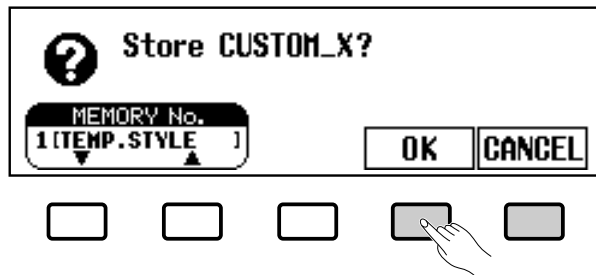 Store CUSTOM_X?
MEMORY No.
1[TEMP.STYLE ]
OK
CANCEL